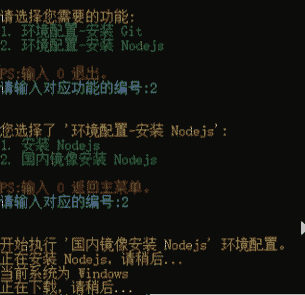 请选择您需要的功能:
1. 环境配置-安装 Git
2. 环境配置-安装 Nodejs
PS:输入 0 退出。
请输入对应功能的编号:2
您选择了 '环境配置-安装 Nodejs':
1. 安装 Nodejs
2. 国内镜像安装 Nodejs
PS:输入 0 返回主菜单。
请输入对应的编号:2
开始执行 '国内镜像安装 Nodejs' 环境配置。
正在安装 Nodejs，请稍后...
当前系统为 Windows
正在下载，请稍后...